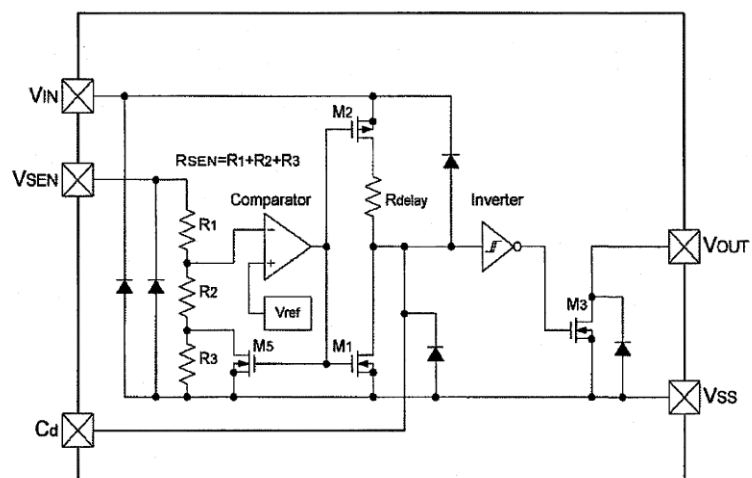 VIN
M2
RSEN=R1+R2+R3
VSEN
Comparator
Rdelay
Inverter
R1
VOUT
R2
Vref
M3
M5
M1
R3
VSS
Cd